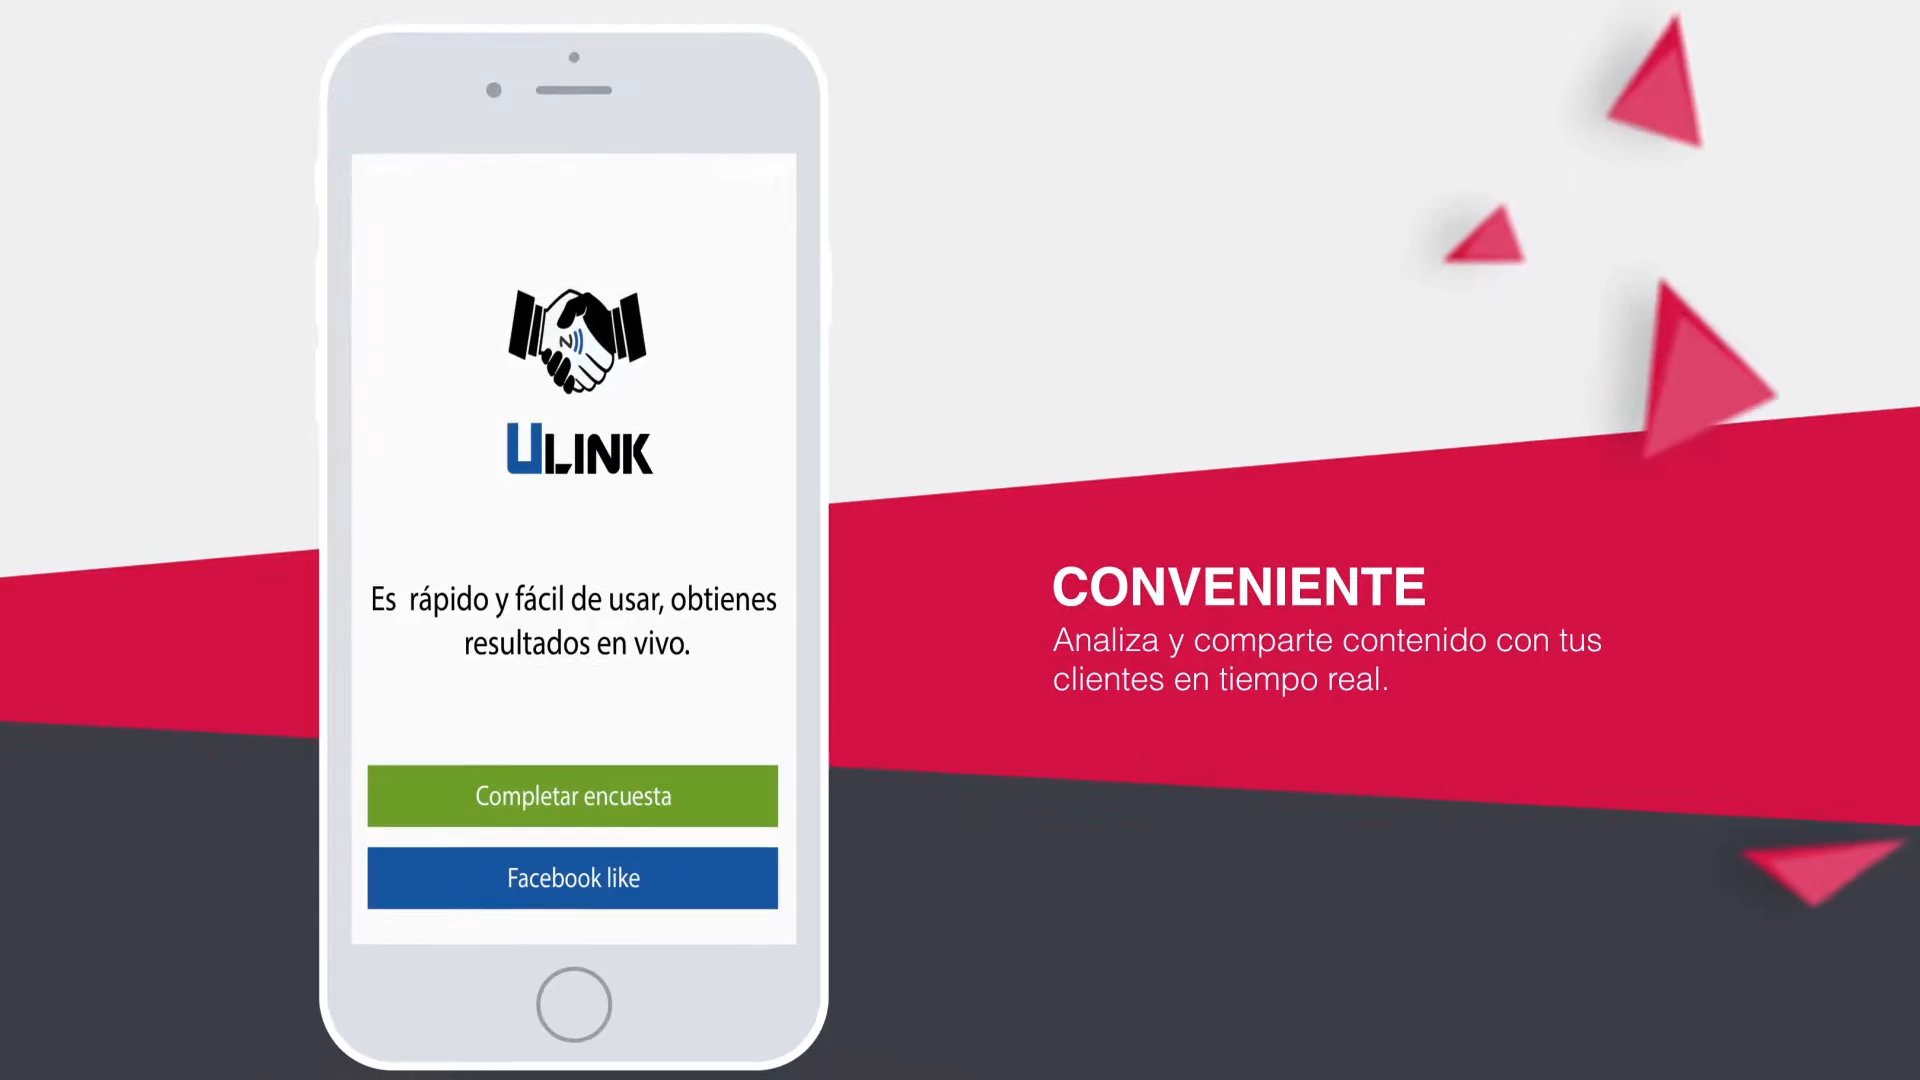 N
ULINK
Es rápido y fácil de usar, obtienes
resultados en vivo.
Completar encuesta
Facebook like
CONVENIENTE
Analiza y comparte contenido con tus
clientes en tiempo real.